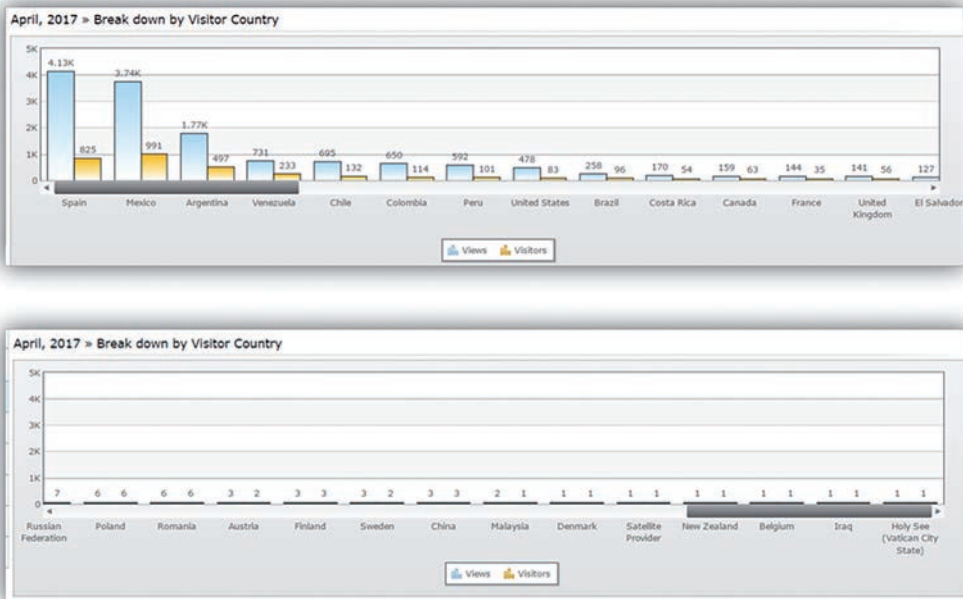 April, 2017 » Break down by Visitor Country
5K
4.13K
4K
3.74K
3K
2K
1.77K
1K
825
991
497
731
233
695
132
650
114
592
101
478
83
258
96
170
54
159
63
144
35
141
56
127
0
Spain Mexico Argentina Venezuela Chile Colombia Peru United States Brazil Costa Rica Canada France United Kingdom El Salvador
Views Visitors
April, 2017 » Break down by Visitor Country
5K
4K
3K
2K
1K
0
7 6 6 6 6 3 2 3 3 3 2 3 3 2 1 1 1 1 1 1 1 1 1 1 1 1 1
Russian Federation Poland Romania Austria Finland Sweden China Malaysia Denmark Satellite Provider New Zealand Belgium Iraq Holy See (Vatican City State)
Views Visitors